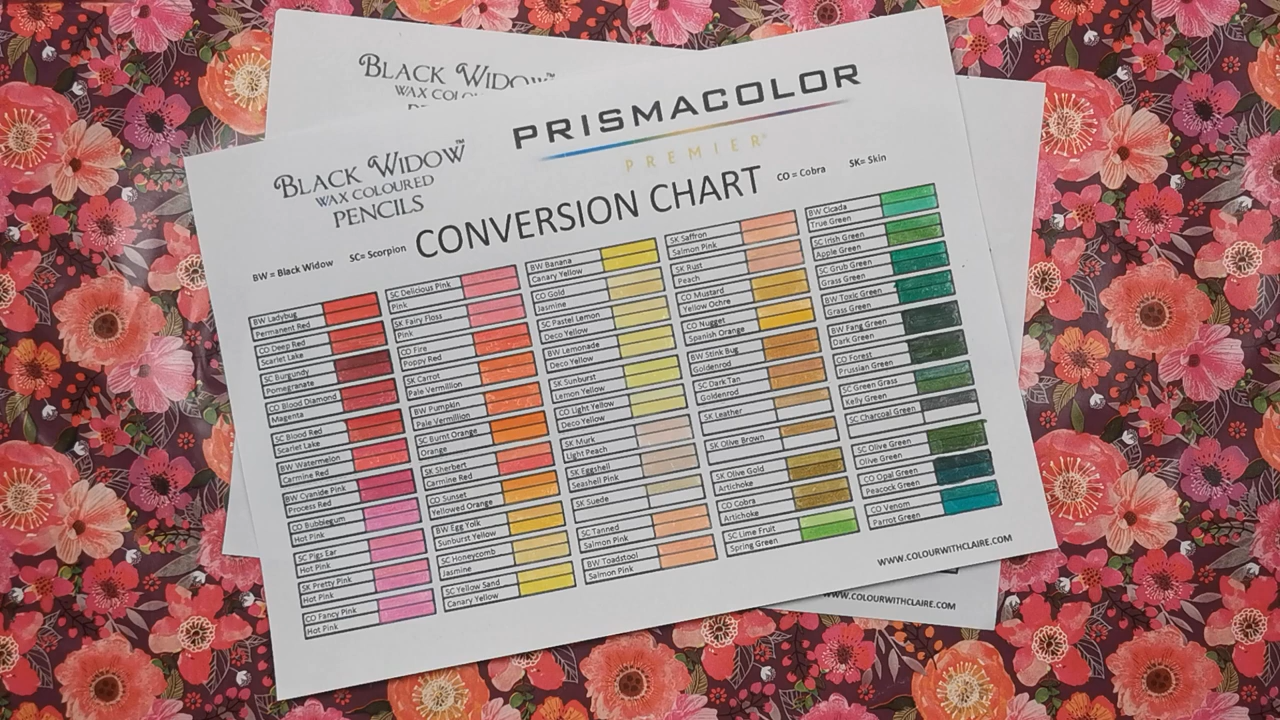 BLACK WIDOW™
WAX COLO
BLACK WIDOW™
WAX COLOURED
PENCILS
PRISMACOLOR
PREMIER®
CONVERSION CHART
BW = Black Widow
SC= Scorpion
CO = Cobra
SK= Skin
BW Ladybug
Permanent Red
CO Deep Red
Scarlet Lake
SC Burgundy
Pomegranate
CO Blood Diamond
Magenta
SC Blood Red
Scarlet Lake
BW Watermelon
Carmine Red
BW Cyanide Pink
Process Red
CO Bubblegum
Hot Pink
SC Pigs Ear
Hot Pink
SK Pretty Pink
Hot Pink
CO Fancy Pink
Hot Pink
SC Delicious Pink
Pink
SK Fairy Floss
Pink
CO Fire
Poppy Red
SK Carrot
Pale Vermillion
BW Pumpkin
Pale Vermillion
SC Burnt Orange
Orange
SK Sherbert
Carmine Red
CO Sunset
Yellowed Orange
BW Egg Yolk
Sunburst Yellow
SC Honeycomb
Jasmine
SC Yellow Sand
Canary Yellow
BW Banana
Canary Yellow
CO Gold
Jasmine
SC Pastel Lemon
Deco Yellow
BW Lemonade
Deco Yellow
SK Sunburst
Lemon Yellow
CO Light Yellow
Deco Yellow
SK Murk
Light Peach
SK Eggshell
Seashell Pink
SK Suede
SC Tanned
Salmon Pink
BW Toadstool
Salmon Pink
SK Saffron
Salmon Pink
SK Rust
Peach
CO Mustard
Yellow Ochre
CO Nugget
Spanish Orange
BW Stink Bug
Goldenrod
SC Dark Tan
Goldenrod
SK Leather
SK Olive Brown
SK Olive Gold
Artichoke
CO Cobra
Artichoke
SC Lime Fruit
Spring Green
BW Cicada
True Green
SC Irish Green
Apple Green
SC Grub Green
Grass Green
BW Toxic Green
Grass Green
BW Fang Green
Dark Green
CO Forest
Prussian Green
SC Green Grass
Kelly Green
SC Charcoal Green
SC Olive Green
Olive Green
CO Opal Green
Peacock Green
CO Venom
Parrot Green
WWW.COLOURWITHCLAIRE.COM
WWW.COLOURWITHCLAIRE.COM